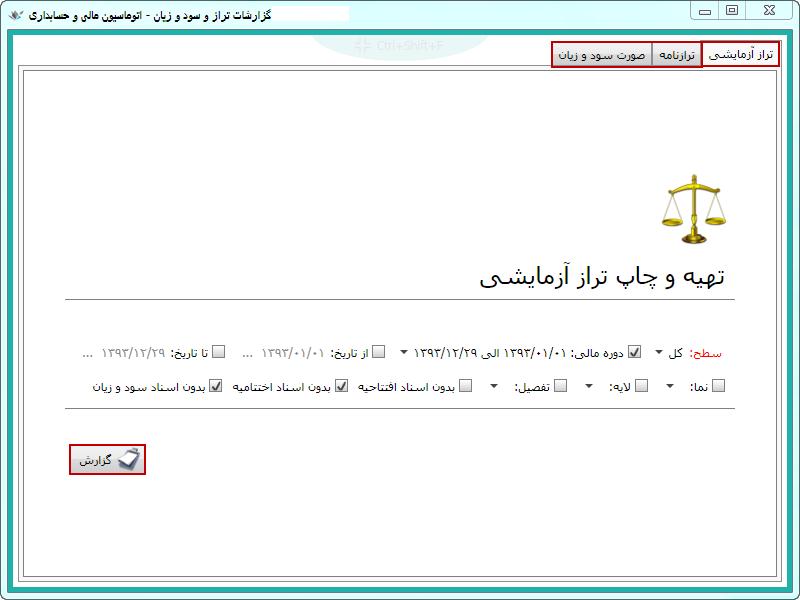 گزارشات تراز و سود و زیان - اتوماسیون مالی و حسابداری
Ctrl+Shift+F
تراز آزمایشی ترازنامه صورت سود و زیان
تهیه و چاپ تراز آزمایشی
سطح: کل دوره مالی: ۱۳۹۳/۰۱/۰۱ الی ۱۳۹۳/۱۲/۲۹ از تاریخ: ۱۳۹۳/۰۱/۰۱ ... تا تاریخ: ۱۳۹۳/۱۲/۲۹ ...
نما: لایه: تفصیل: بدون اسناد افتتاحیه بدون اسناد اختتامیه بدون اسناد سود و زیان
گزارش